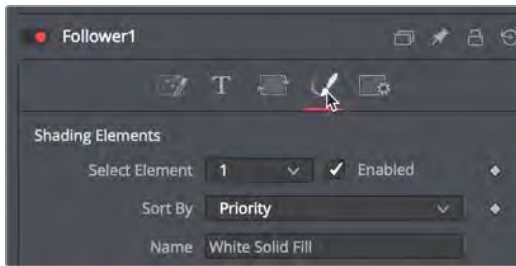 Follower1
T
Shading Elements
Select Element 1 Enabled
Sort By Priority
Name White Solid Fill